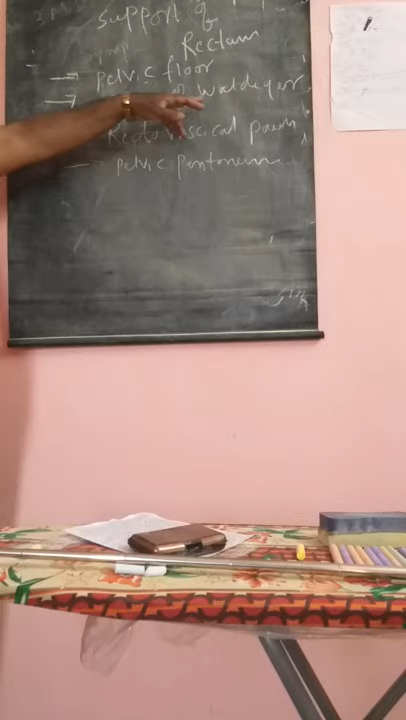 support of
Rectum
Pelvic floor
Waldeyer
Rectovesical pouch
Pelvic Peritoneum